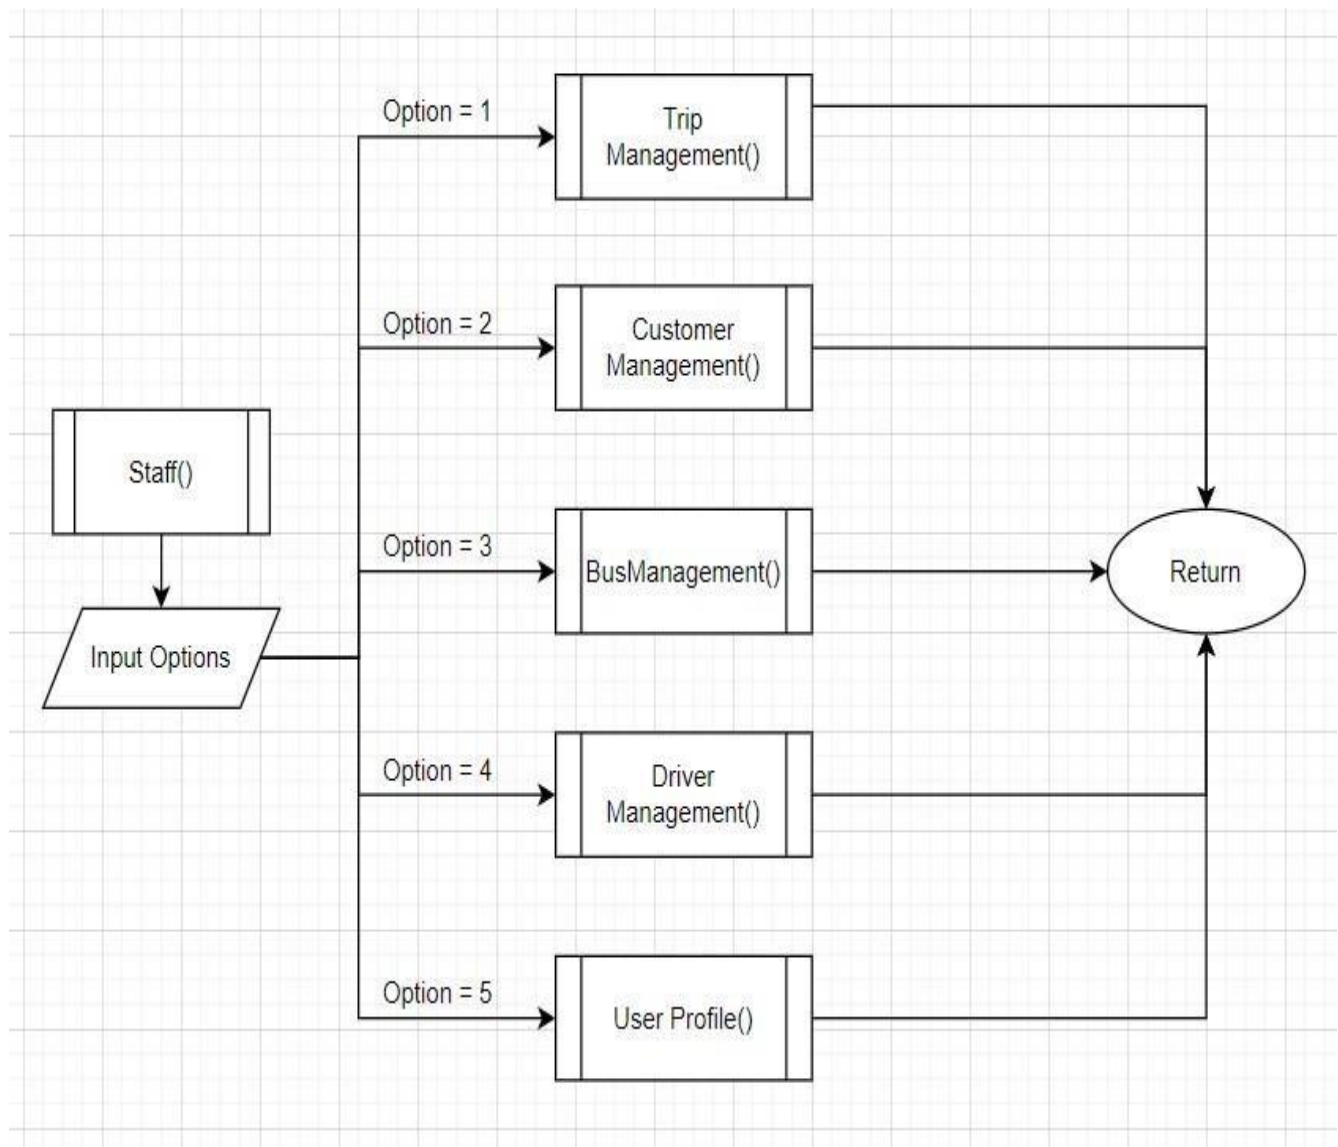 Option = 1
Trip
Management()
Option = 2
Customer
Management()
Staff()
Option = 3
BusManagement()
Return
Input Options
Option = 4
Driver
Management()
Option = 5
User Profile()